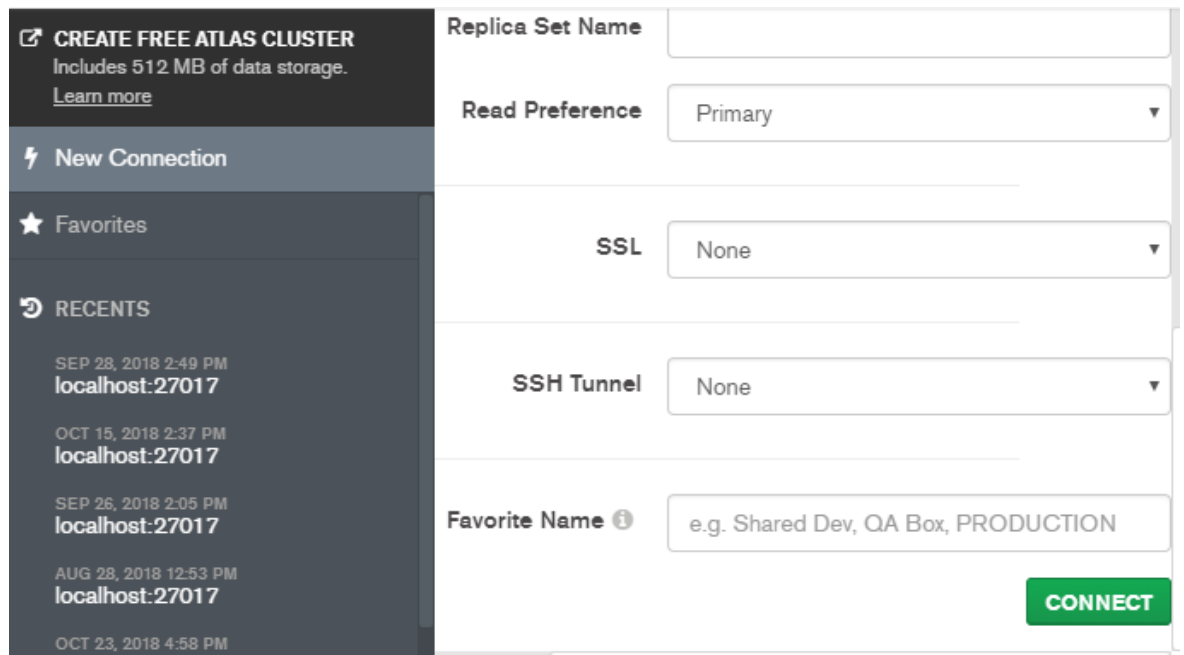 CREATE FREE ATLAS CLUSTER
Includes 512 MB of data storage.
Learn more
New Connection
Favorites
RECENTS
SEP 28, 2018 2:49 PM
localhost:27017
OCT 15, 2018 2:37 PM
localhost:27017
SEP 26, 2018 2:05 PM
localhost:27017
AUG 28, 2018 12:53 PM
localhost:27017
OCT 23, 2018 4:58 PM
Replica Set Name
Read Preference
Primary
SSL
None
SSH Tunnel
None
Favorite Name
e.g. Shared Dev, QA Box, PRODUCTION
CONNECT